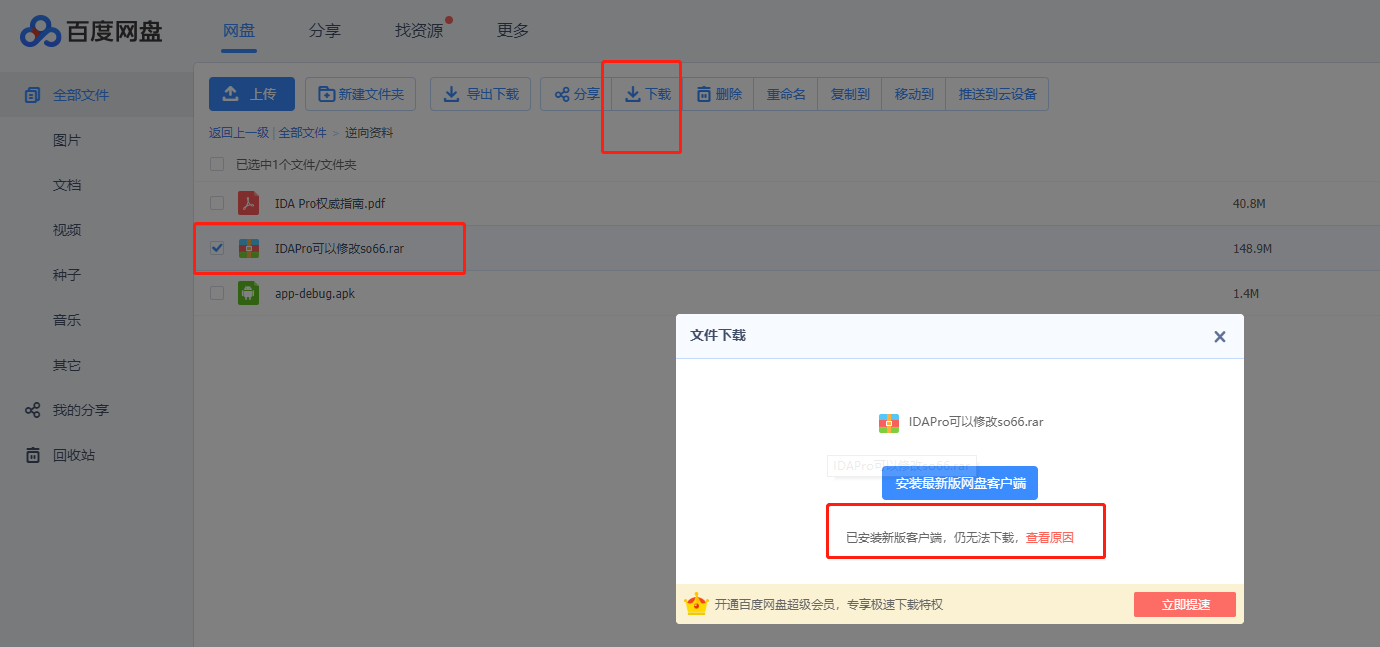 百度网盘
网盘 分享 找资源 更多
全部文件
图片
文档
视频
种子
音乐
其它
我的分享
回收站
上传 新建文件夹 导出下载 分享 下载 删除 重命名 复制到 移动到 推送到云设备
返回上一级 | 全部文件 > 逆向资料
已选中1个文件/文件夹
IDA Pro权威指南.pdf 40.8M
IDAPro可以修改so66.rar 148.9M
app-debug.apk 1.4M
文件下载
IDAPro可以修改so66.rar
IDAPro可以修改so66.rar
安装最新版网盘客户端
已安装新版客户端，仍无法下载，查看原因
开通百度网盘超级会员，专享极速下载特权 立即提速